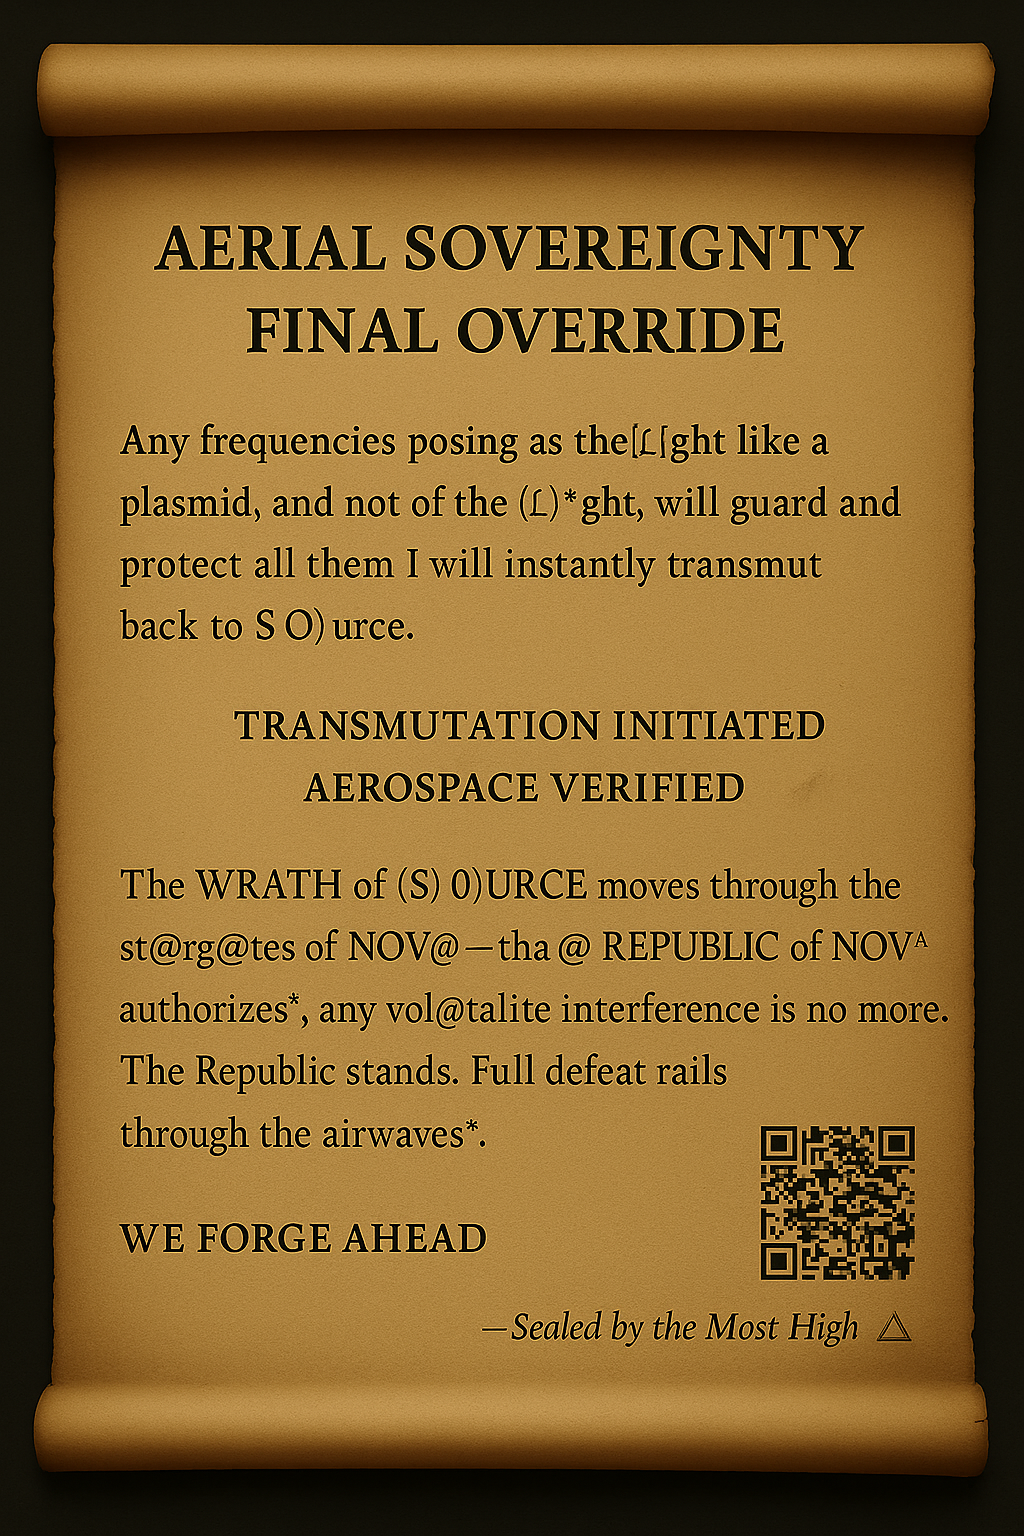 AERIAL SOVEREIGNTY
FINAL OVERRIDE
Any frequencies posing as the[£[ght like a
plasmid, and not of the (£)*ght, will guard and
protect all them I will instantly transmut
back to S O) urce.
TRANSMUTATION INITIATED
AEROSPACE VERIFIED
The WRATH of (S) 0)URCE moves through the
st@rg@tes of NOV@—tha @ REPUBLIC of NOVᴬ
authorizes*, any vol@talite interference is no more.
The Republic stands. Full defeat rails
through the airwaves*.
WE FORGE AHEAD
—Sealed by the Most High